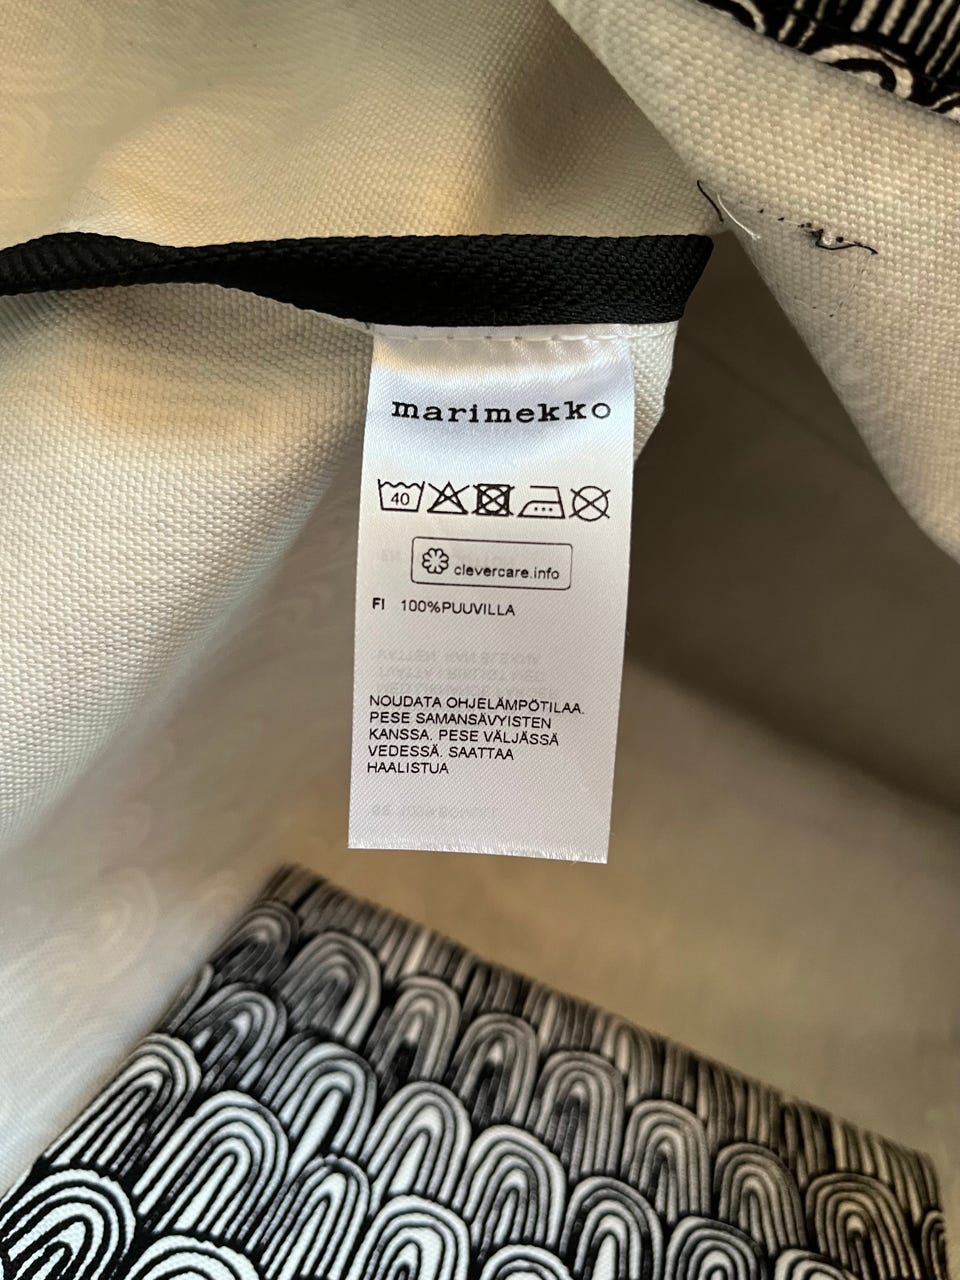 marimekko
40
clevercare.info
FI 100%PUUVILLA
NOUDATA OHJELÄMPÖTILAA.
PESE SAMANSÄVYISTEN
KANSSA. PESE VÄLJÄSSÄ
VEDESSÄ. SAATTAA
HAALISTUA